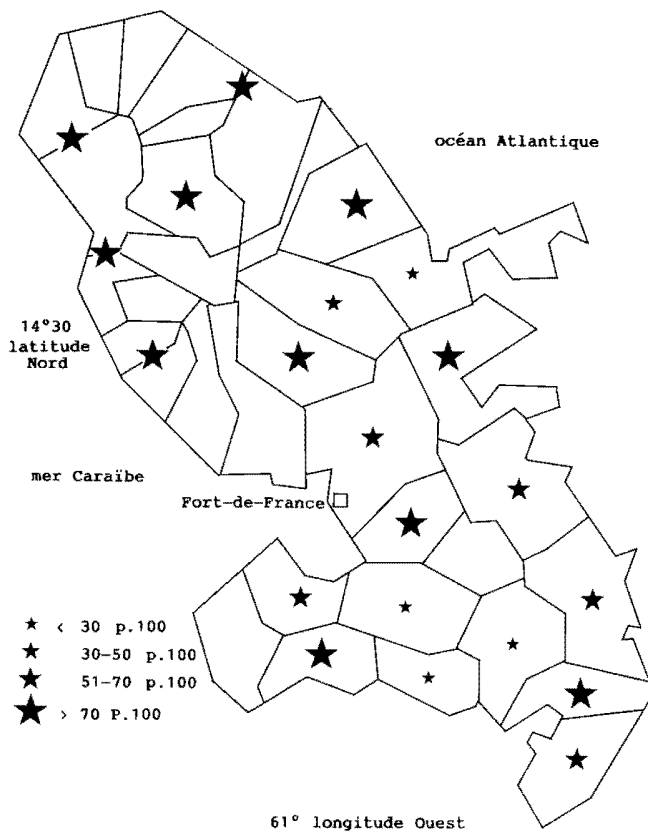 océan Atlantique
14°30
latitude
Nord
mer Caraïbe
Fort-de-France
< 30 p.100
30-50 p.100
51-70 p.100
> 70 P.100
61° longitude Ouest